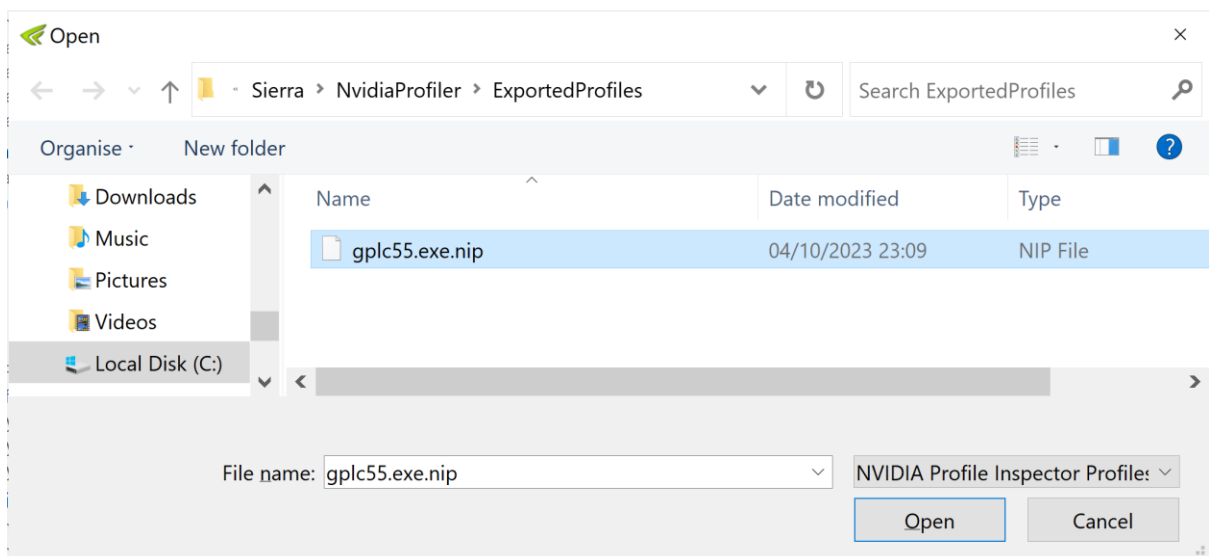 Open
Sierra > NvidiaProfiler > ExportedProfiles
Search ExportedProfiles
Organise
New folder
?
Downloads
Music
Pictures
Videos
Local Disk (C:)
Name
Date modified
Type
gplc55.exe.nip
04/10/2023 23:09
NIP File
File name:
gplc55.exe.nip
NVIDIA Profile Inspector Profiles
Open
Cancel